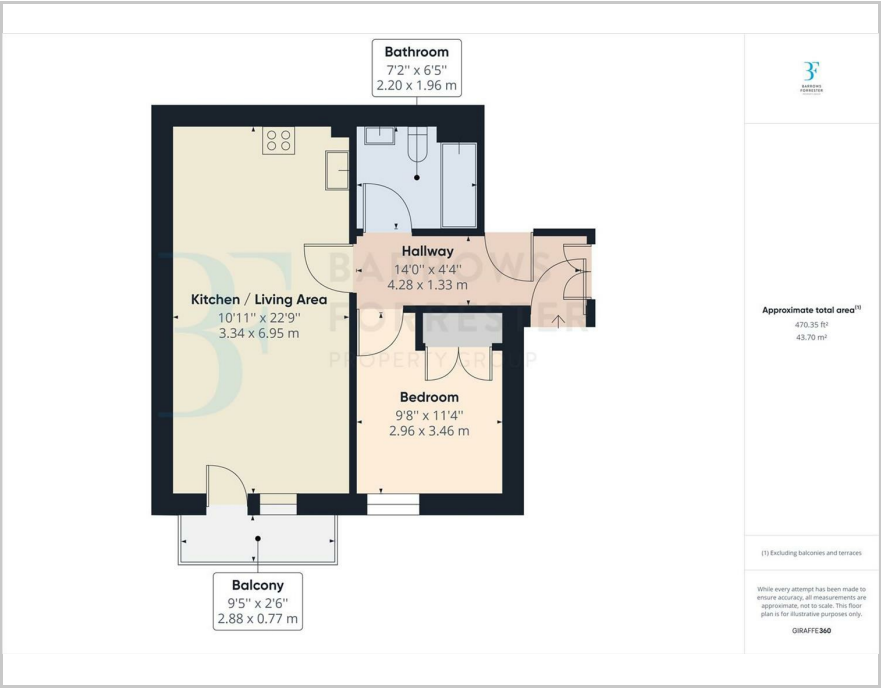 Bathroom
7'2" x 6'5"
2.20 x 1.96 m
Hallway
14'0" x 4'4"
4.28 x 1.33 m
Kitchen / Living Area
10'11" x 22'9"
3.34 x 6.95 m
BARROWS
FORRESTER
PROPERTY GROUP
Bedroom
9'8" x 11'4"
2.96 x 3.46 m
Balcony
9'5" x 2'6"
2.88 x 0.77 m
BARROWS
FORRESTER
Approximate total area(1)
470.35 ft²
43.70 m²
(1) Excluding balconies and terraces
While every attempt has been made to
ensure accuracy, all measurements are
approximate, not to scale. This floor
plan is for illustrative purposes only.
GIRAFFE360